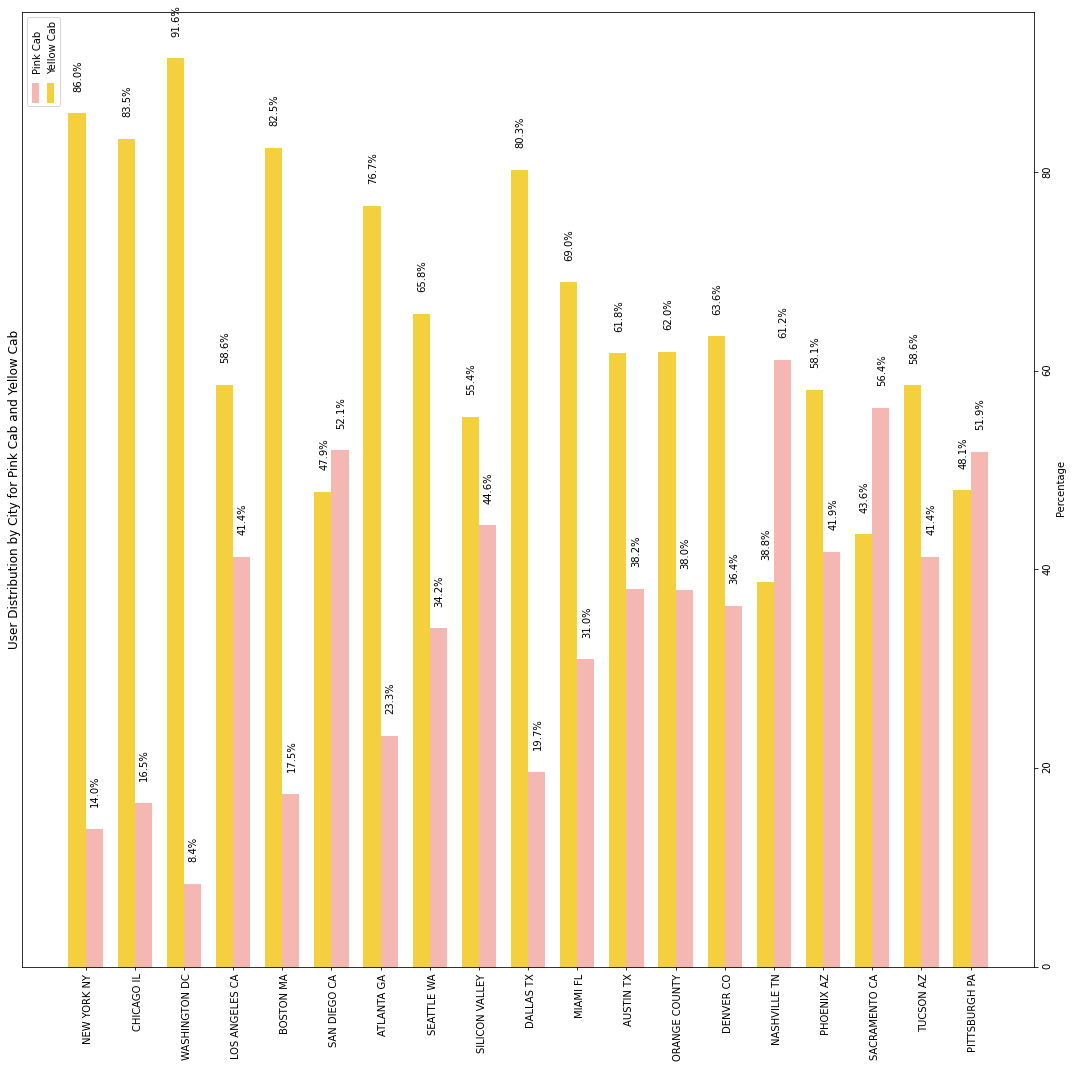 User Distribution by City for Pink Cab and Yellow Cab
Pink Cab
Yellow Cab
86.0%
14.0%
83.5%
16.5%
91.6%
8.4%
58.6%
41.4%
82.5%
17.5%
47.9%
52.1%
76.7%
23.3%
65.8%
34.2%
55.4%
44.6%
80.3%
19.7%
69.0%
31.0%
61.8%
38.2%
62.0%
38.0%
63.6%
36.4%
38.8%
61.2%
58.1%
41.9%
43.6%
56.4%
58.6%
41.4%
48.1%
51.9%
NEW YORK NY
CHICAGO IL
WASHINGTON DC
LOS ANGELES CA
BOSTON MA
SAN DIEGO CA
ATLANTA GA
SEATTLE WA
SILICON VALLEY
DALLAS TX
MIAMI FL
AUSTIN TX
ORANGE COUNTY
DENVER CO
NASHVILLE TN
PHOENIX AZ
SACRAMENTO CA
TUCSON AZ
PITTSBURGH PA
0
20
40
60
80
Percentage